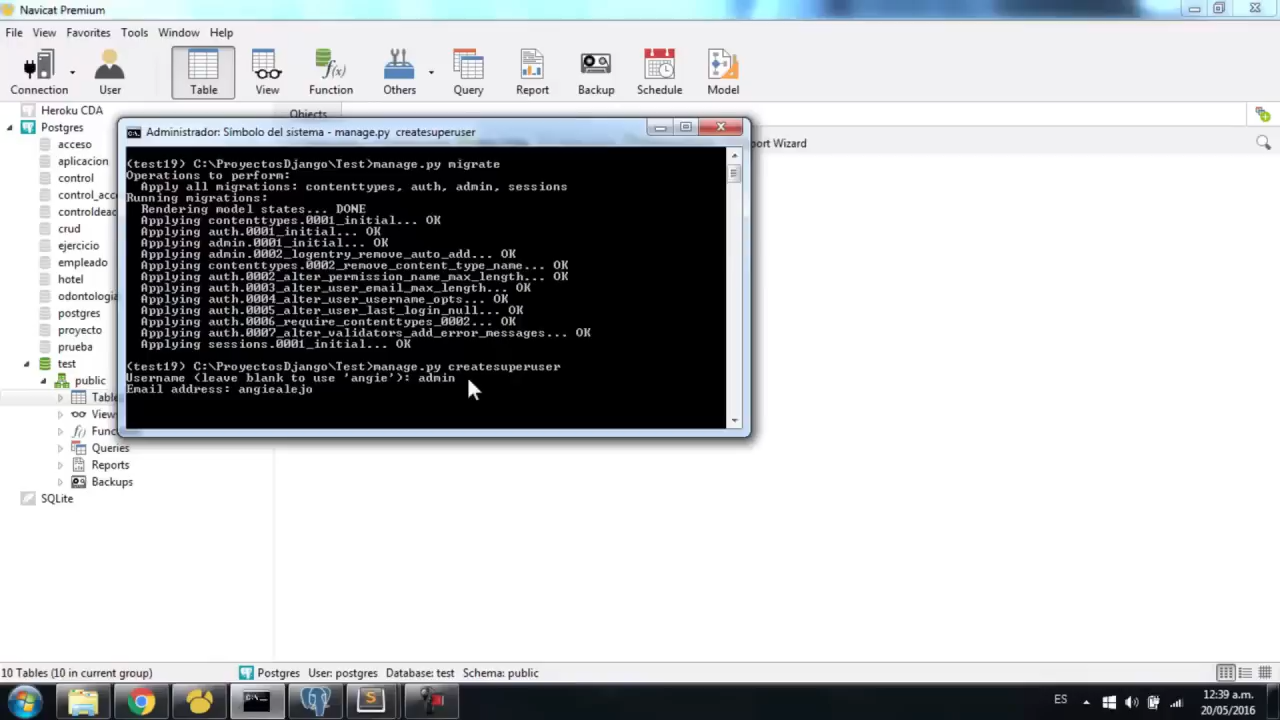 Navicat Premium
File View Favorites Tools Window Help
Connection User Table View Function Others Query Report Backup Schedule Model
Heroku CDA
Objects
Postgres
Administrador: Símbolo del sistema - manage.py createsuperuser
port Wizard
acceso
aplicacion
control
control_acc
controldeac
crud
ejercicio
empleado
hotel
odontologia
postgres
proyecto
prueba
test
public
Table
Views
Func
Queries
Reports
Backups
SQLite
(test19) C:\ProyectosDjango\Test>manage.py migrate
Operations to perform:
Apply all migrations: contenttypes, auth, admin, sessions
Running migrations:
Rendering model states... DONE
Applying contenttypes.0001_initial... OK
Applying auth.0001_initial... OK
Applying admin.0001_initial... OK
Applying admin.0002_logentry_remove_auto_add... OK
Applying contenttypes.0002_remove_content_type_name... OK
Applying auth.0002_alter_permission_name_max_length... OK
Applying auth.0003_alter_user_email_max_length... OK
Applying auth.0004_alter_user_username_opts... OK
Applying auth.0005_alter_user_last_login_null... OK
Applying auth.0006_require_contenttypes_0002... OK
Applying auth.0007_alter_validators_add_error_messages... OK
Applying sessions.0001_initial... OK
(test19) C:\ProyectosDjango\Test>manage.py createsuperuser
Username (leave blank to use 'angie'): admin
Email address: angiealejo
10 Tables (10 in current group) Postgres User: postgres Database: test Schema: public
ES 12:39 a.m.
20/05/2016